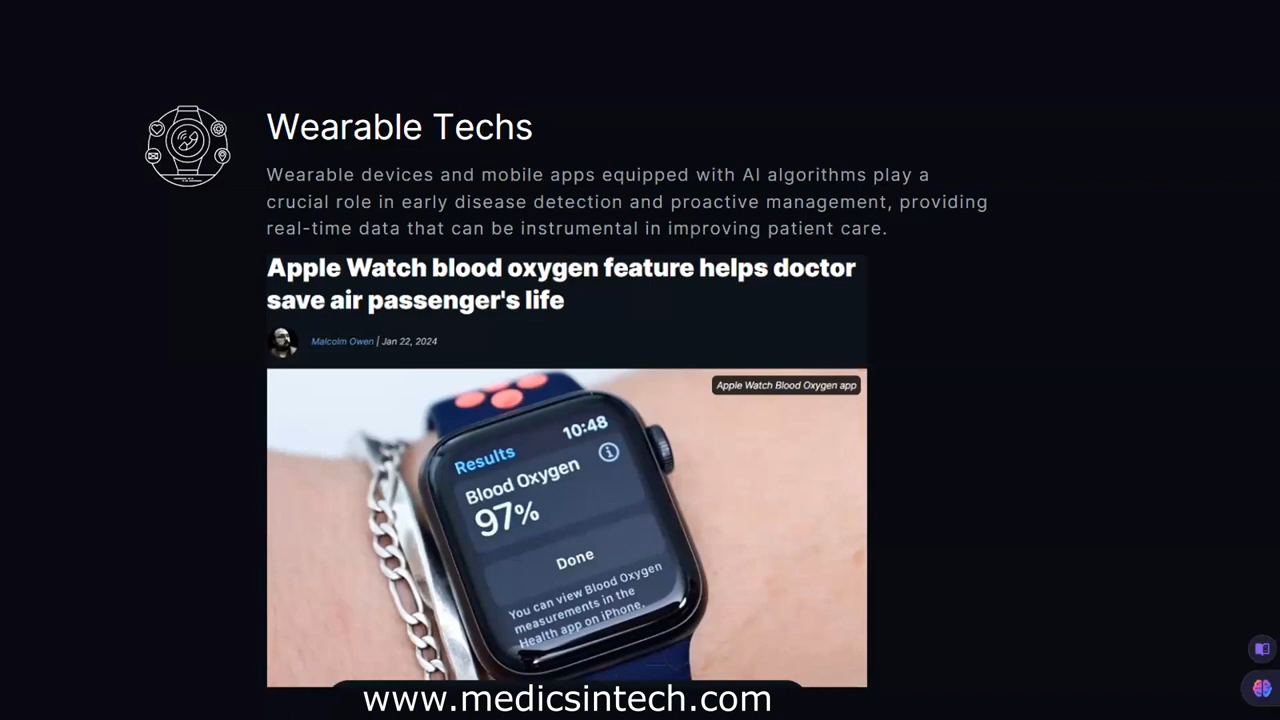 Wearable Techs
Wearable devices and mobile apps equipped with AI algorithms play a
crucial role in early disease detection and proactive management, providing
real-time data that can be instrumental in improving patient care.
Apple Watch blood oxygen feature helps doctor
save air passenger's life
Malcolm Owen | Jan 22, 2024
Apple Watch Blood Oxygen app
10:48
Results
Blood Oxygen
97%
Done
You can view Blood Oxygen
measurements in the
Health app on iPhone.
www.medicsintech.com